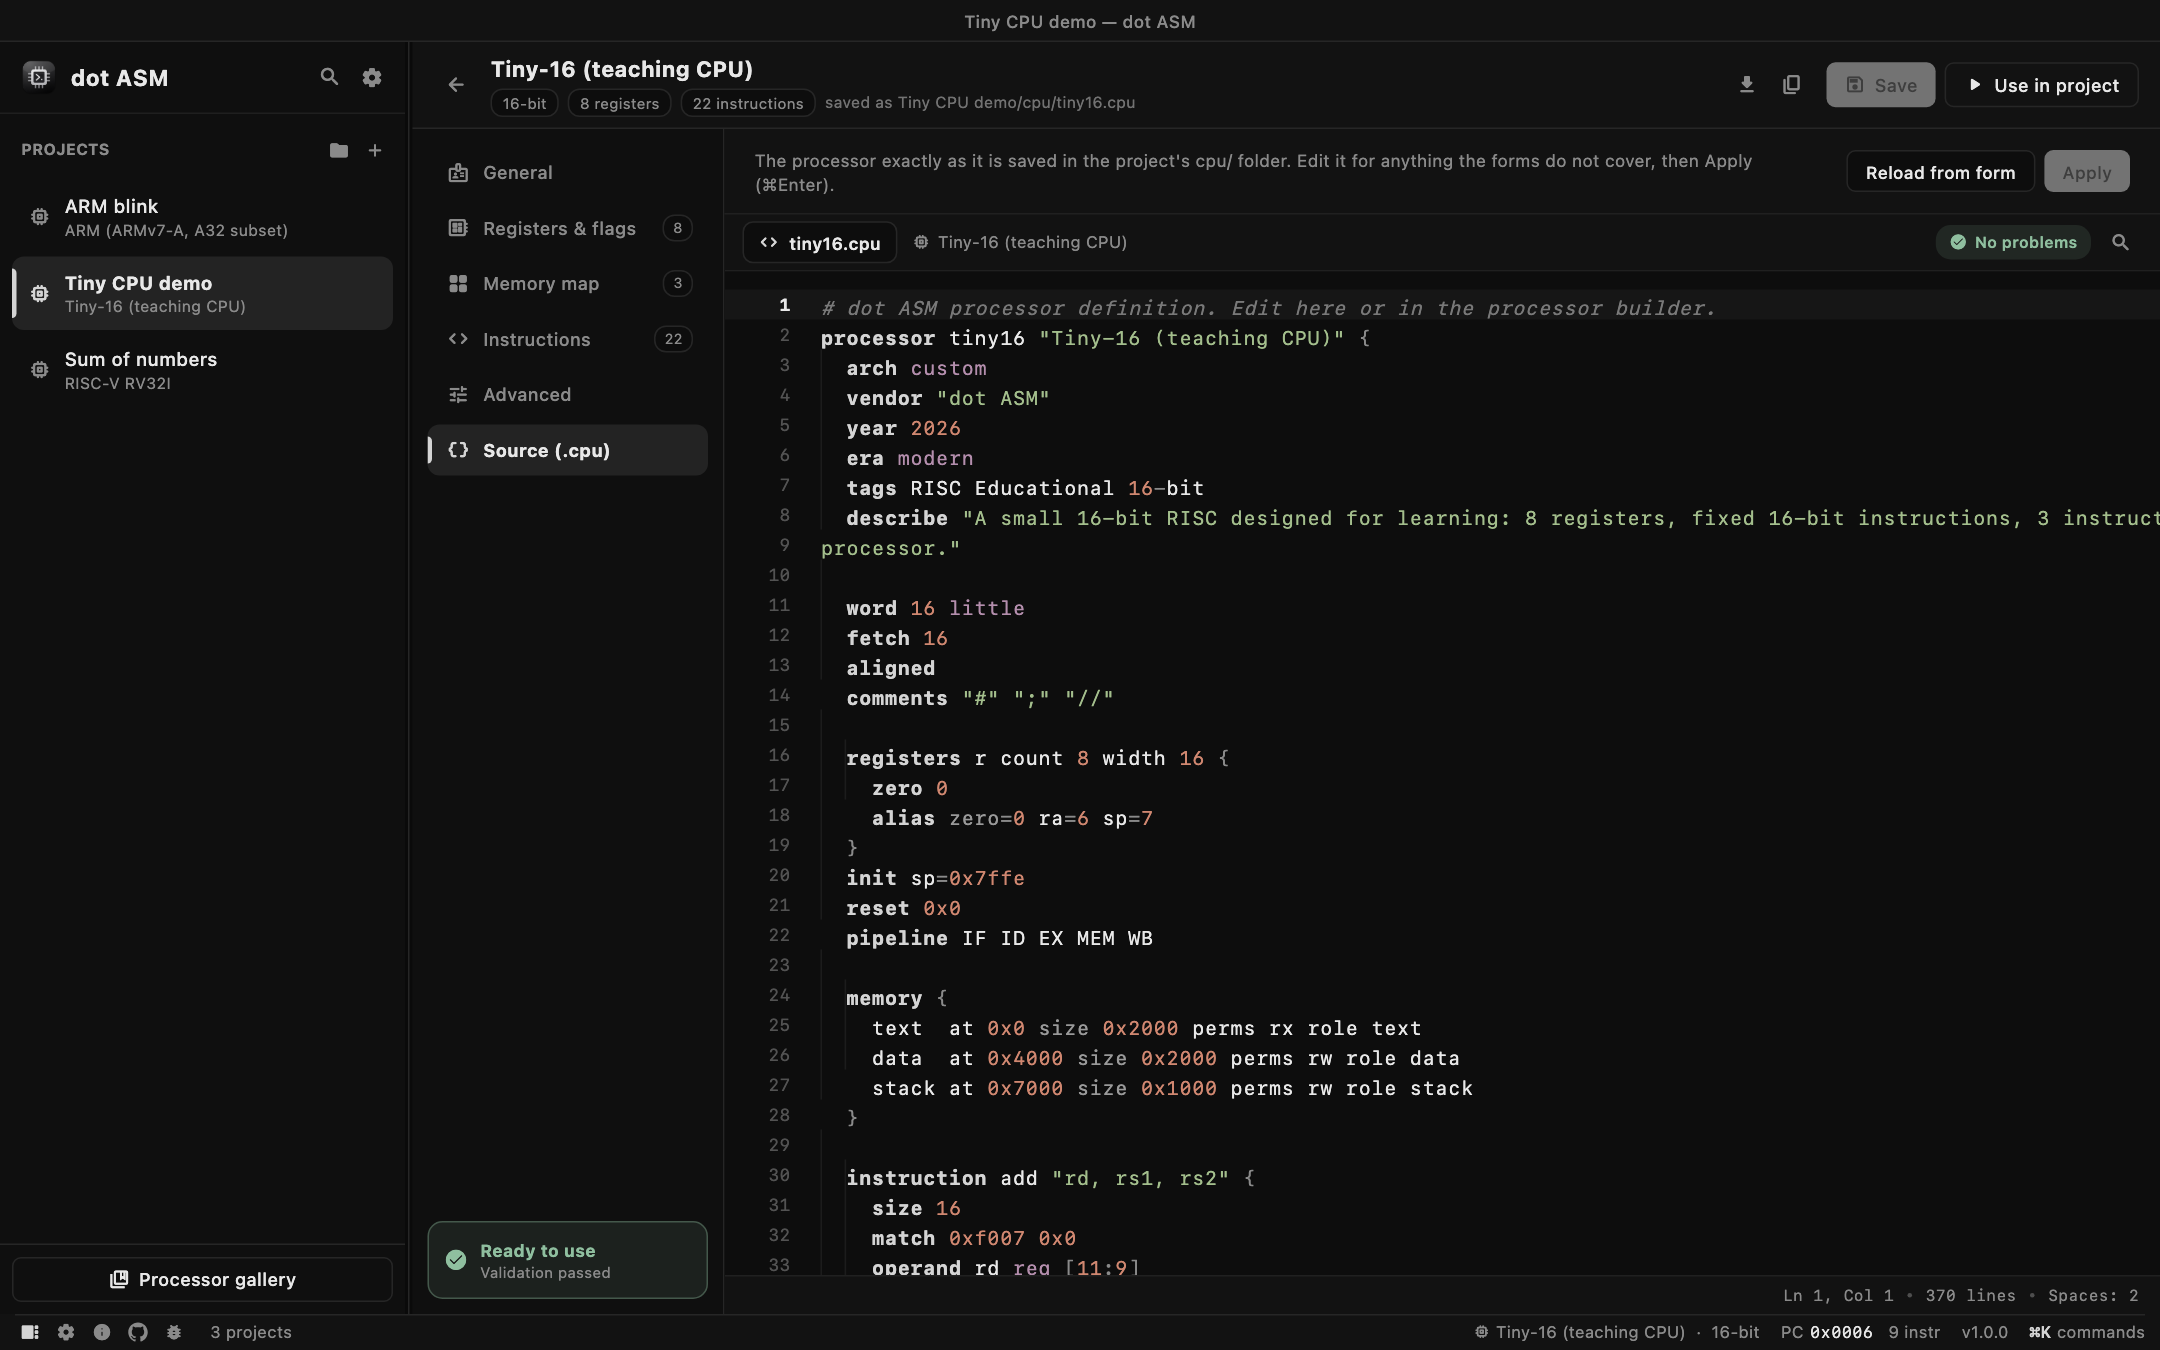 Tiny CPU demo — dot ASM
dot ASM
PROJECTS
ARM blink
ARM (ARMv7-A, A32 subset)
Tiny CPU demo
Tiny-16 (teaching CPU)
Sum of numbers
RISC-V RV32I
Processor gallery
Tiny-16 (teaching CPU)
16-bit 8 registers 22 instructions saved as Tiny CPU demo/cpu/tiny16.cpu
Save
Use in project
General
Registers & flags 8
Memory map 3
Instructions 22
Advanced
Source (.cpu)
Ready to use
Validation passed
The processor exactly as it is saved in the project's cpu/ folder. Edit it for anything the forms do not cover, then Apply
(⌘Enter).
Reload from form
Apply
tiny16.cpu Tiny-16 (teaching CPU)
No problems
1 # dot ASM processor definition. Edit here or in the processor builder.
2 processor tiny16 "Tiny-16 (teaching CPU)" {
3 arch custom
4 vendor "dot ASM"
5 year 2026
6 era modern
7 tags RISC Educational 16-bit
8 describe "A small 16-bit RISC designed for learning: 8 registers, fixed 16-bit instructions, 3 instruct
9 processor."
10
11 word 16 little
12 fetch 16
13 aligned
14 comments "#" ";" "//"
15
16 registers r count 8 width 16 {
17 zero 0
18 alias zero=0 ra=6 sp=7
19 }
20 init sp=0x7ffe
21 reset 0x0
22 pipeline IF ID EX MEM WB
23
24 memory {
25 text at 0x0 size 0x2000 perms rx role text
26 data at 0x4000 size 0x2000 perms rw role data
27 stack at 0x7000 size 0x1000 perms rw role stack
28 }
29
30 instruction add "rd, rs1, rs2" {
31 size 16
32 match 0xf007 0x0
33 operand rd reg [11:9]
Ln 1, Col 1 • 370 lines • Spaces: 2
3 projects
Tiny-16 (teaching CPU) · 16-bit PC 0x0006 9 instr v1.0.0 ⌘K commands